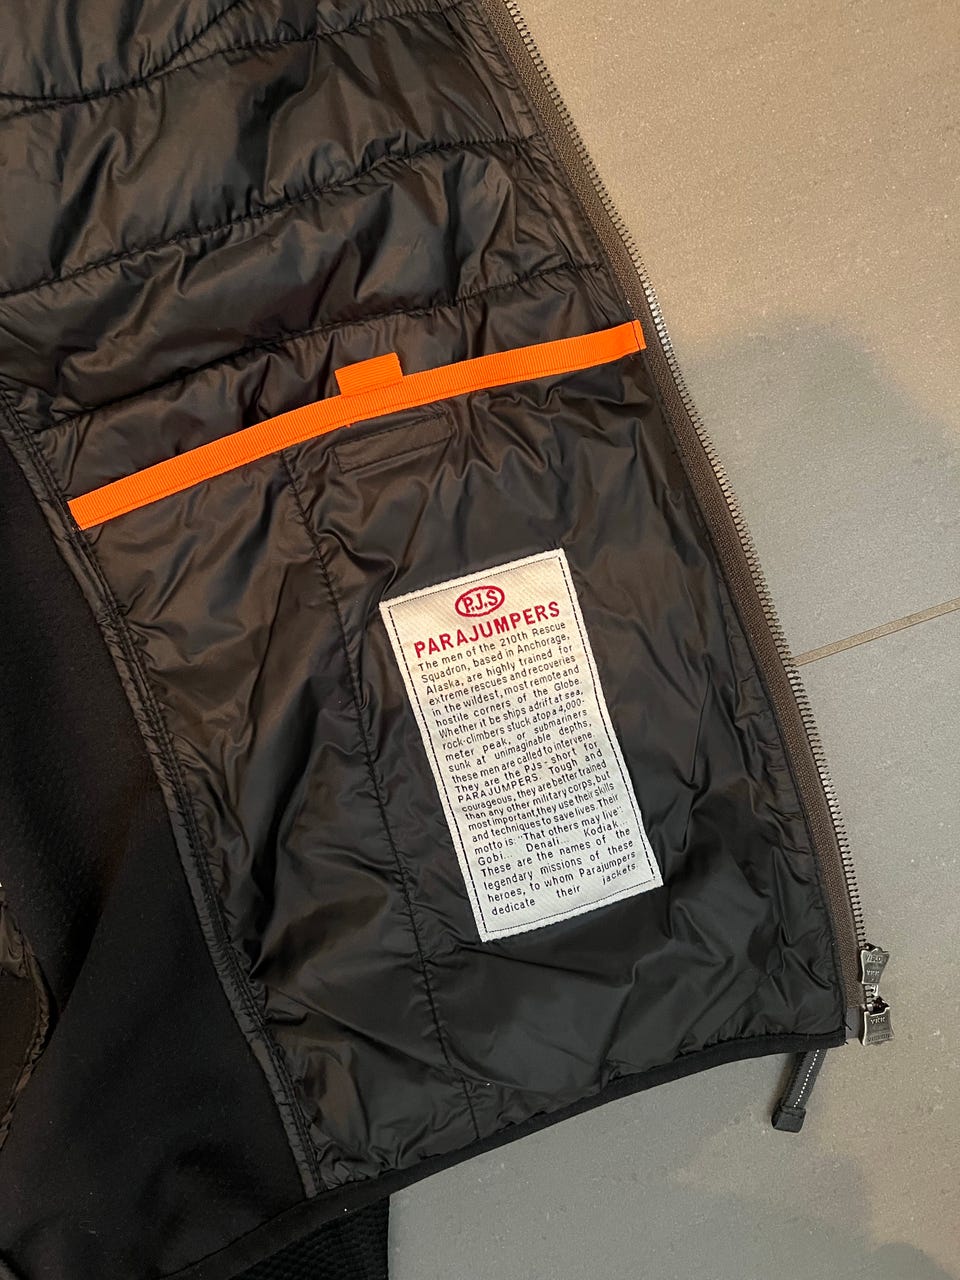 P.J.S
PARAJUMPERS
The men of the 210th Rescue
Squadron, based in Anchorage,
Alaska, are highly trained for
extreme rescues and recoveries
in the wildest, most remote and
hostile corners of the Globe.
Whether it be ships adrift at sea,
rock-climbers stuck atop a 4,000-
meter peak, or submariners
sunk at unimaginable depths,
these men are called to intervene.
They are the PJs - short for
PARAJUMPERS. Tough and
courageous, they are better trained
than any other military corps, but
most important, they use their skills
and techniques to save lives. Their
motto is: "That others may live".
Gobi... Denali... Kodiak...
These are the names of the
legendary missions of these
heroes, to whom Parajumpers
dedicate their jackets.
YKK
YKK